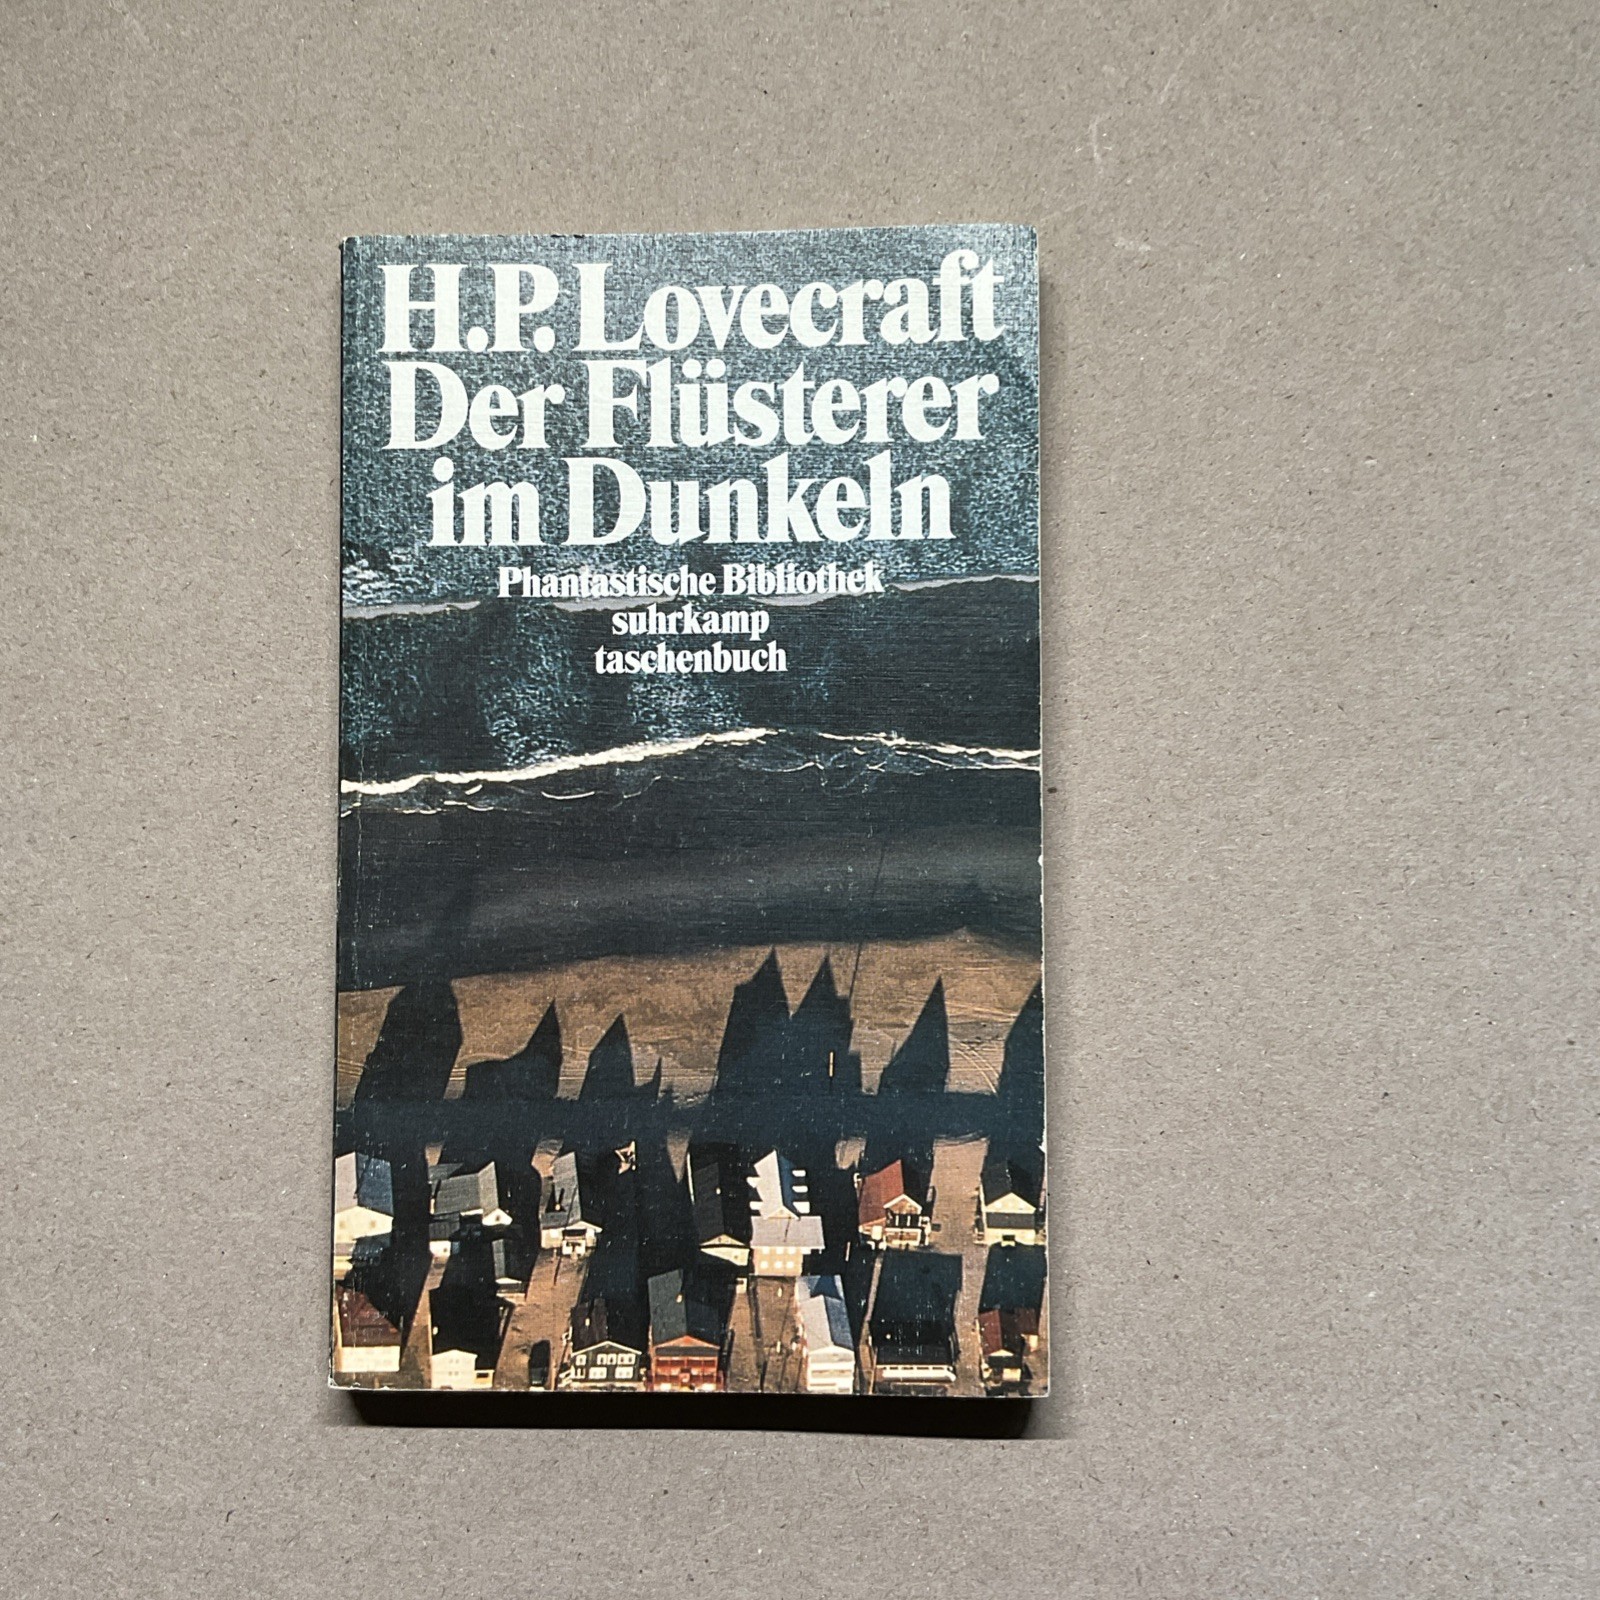 H.P. Lovecraft
Der Flüsterer
im Dunkeln
Phantastische Bibliothek
suhrkamp
taschenbuch